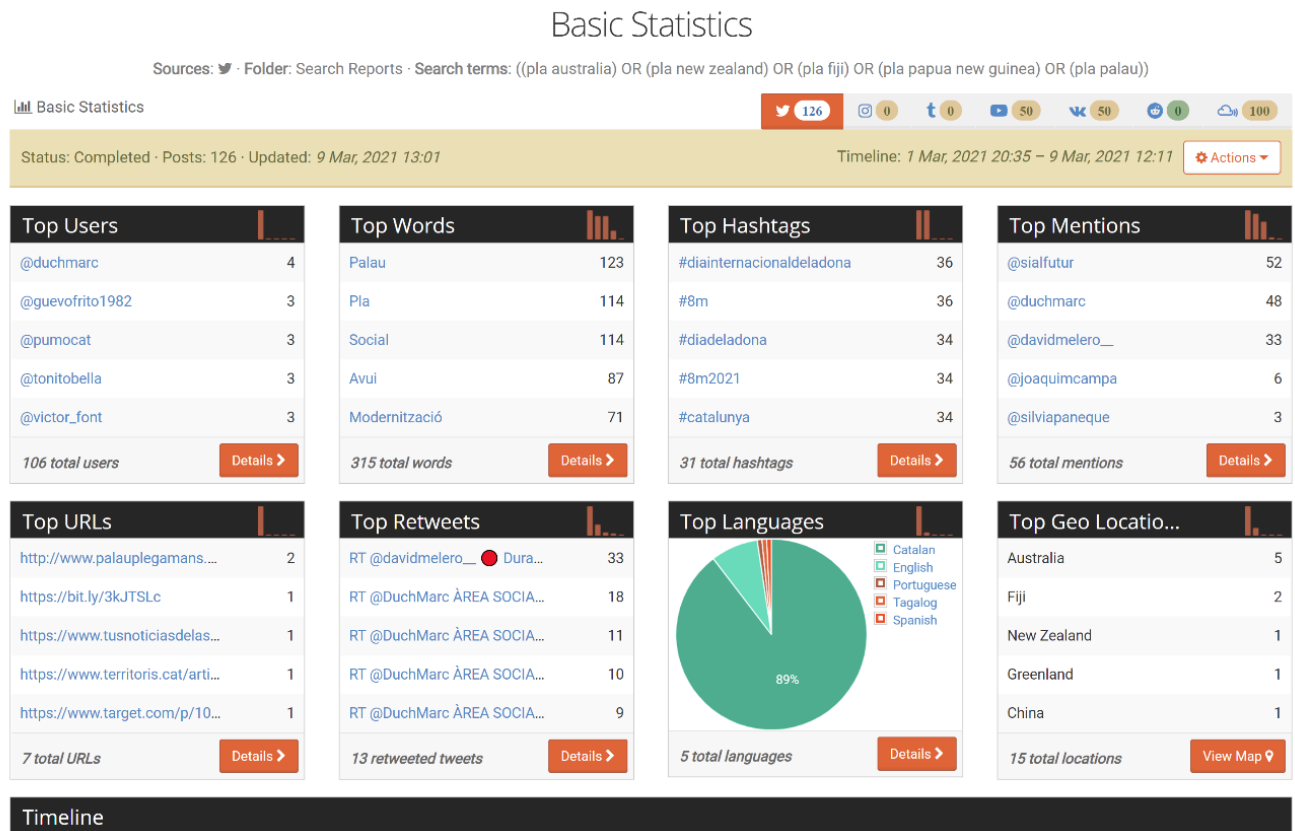 Basic Statistics
Sources: · Folder: Search Reports · Search terms: ((pla australia) OR (pla new zealand) OR (pla fiji) OR (pla papua new guinea) OR (pla palau))
Basic Statistics
126 0 0 50 50 0 100
Status: Completed · Posts: 126 · Updated: 9 Mar, 2021 13:01
Timeline: 1 Mar, 2021 20:35 – 9 Mar, 2021 12:11
Actions
Top Users
@duchmarc 4
@guevofrito1982 3
@pumocat 3
@tonitobella 3
@victor_font 3
106 total users
Details
Top Words
Palau 123
Pla 114
Social 114
Avui 87
Modernització 71
315 total words
Details
Top Hashtags
#diainternacionaldeladona 36
#8m 36
#diadeladona 34
#8m2021 34
#catalunya 34
31 total hashtags
Details
Top Mentions
@sialfutur 52
@duchmarc 48
@davidmelero__ 33
@joaquimcampa 6
@silviapaneque 3
56 total mentions
Details
Top URLs
http://www.palauplegamans.... 2
https://bit.ly/3kJTSLc 1
https://www.tusnoticiasdelas... 1
https://www.territoris.cat/arti... 1
https://www.target.com/p/10... 1
7 total URLs
Details
Top Retweets
RT @davidmelero__ 🔴 Dura... 33
RT @DuchMarc ÀREA SOCIA... 18
RT @DuchMarc ÀREA SOCIA... 11
RT @DuchMarc ÀREA SOCIA... 10
RT @DuchMarc ÀREA SOCIA... 9
13 retweeted tweets
Details
Top Languages
Catalan
English
Portuguese
Tagalog
Spanish
89%
5 total languages
Details
Top Geo Locatio...
Australia 5
Fiji 2
New Zealand 1
Greenland 1
China 1
15 total locations
View Map
Timeline